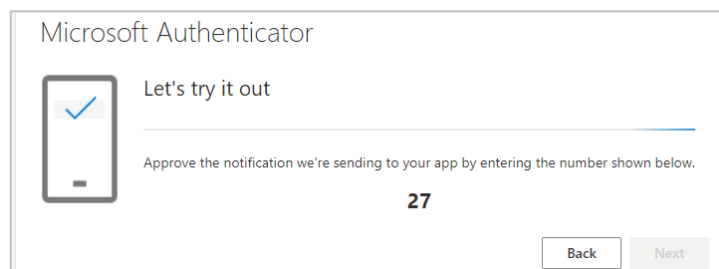 Microsoft Authenticator
Let's try it out
Approve the notification we're sending to your app by entering the number shown below.
27
Back
Next